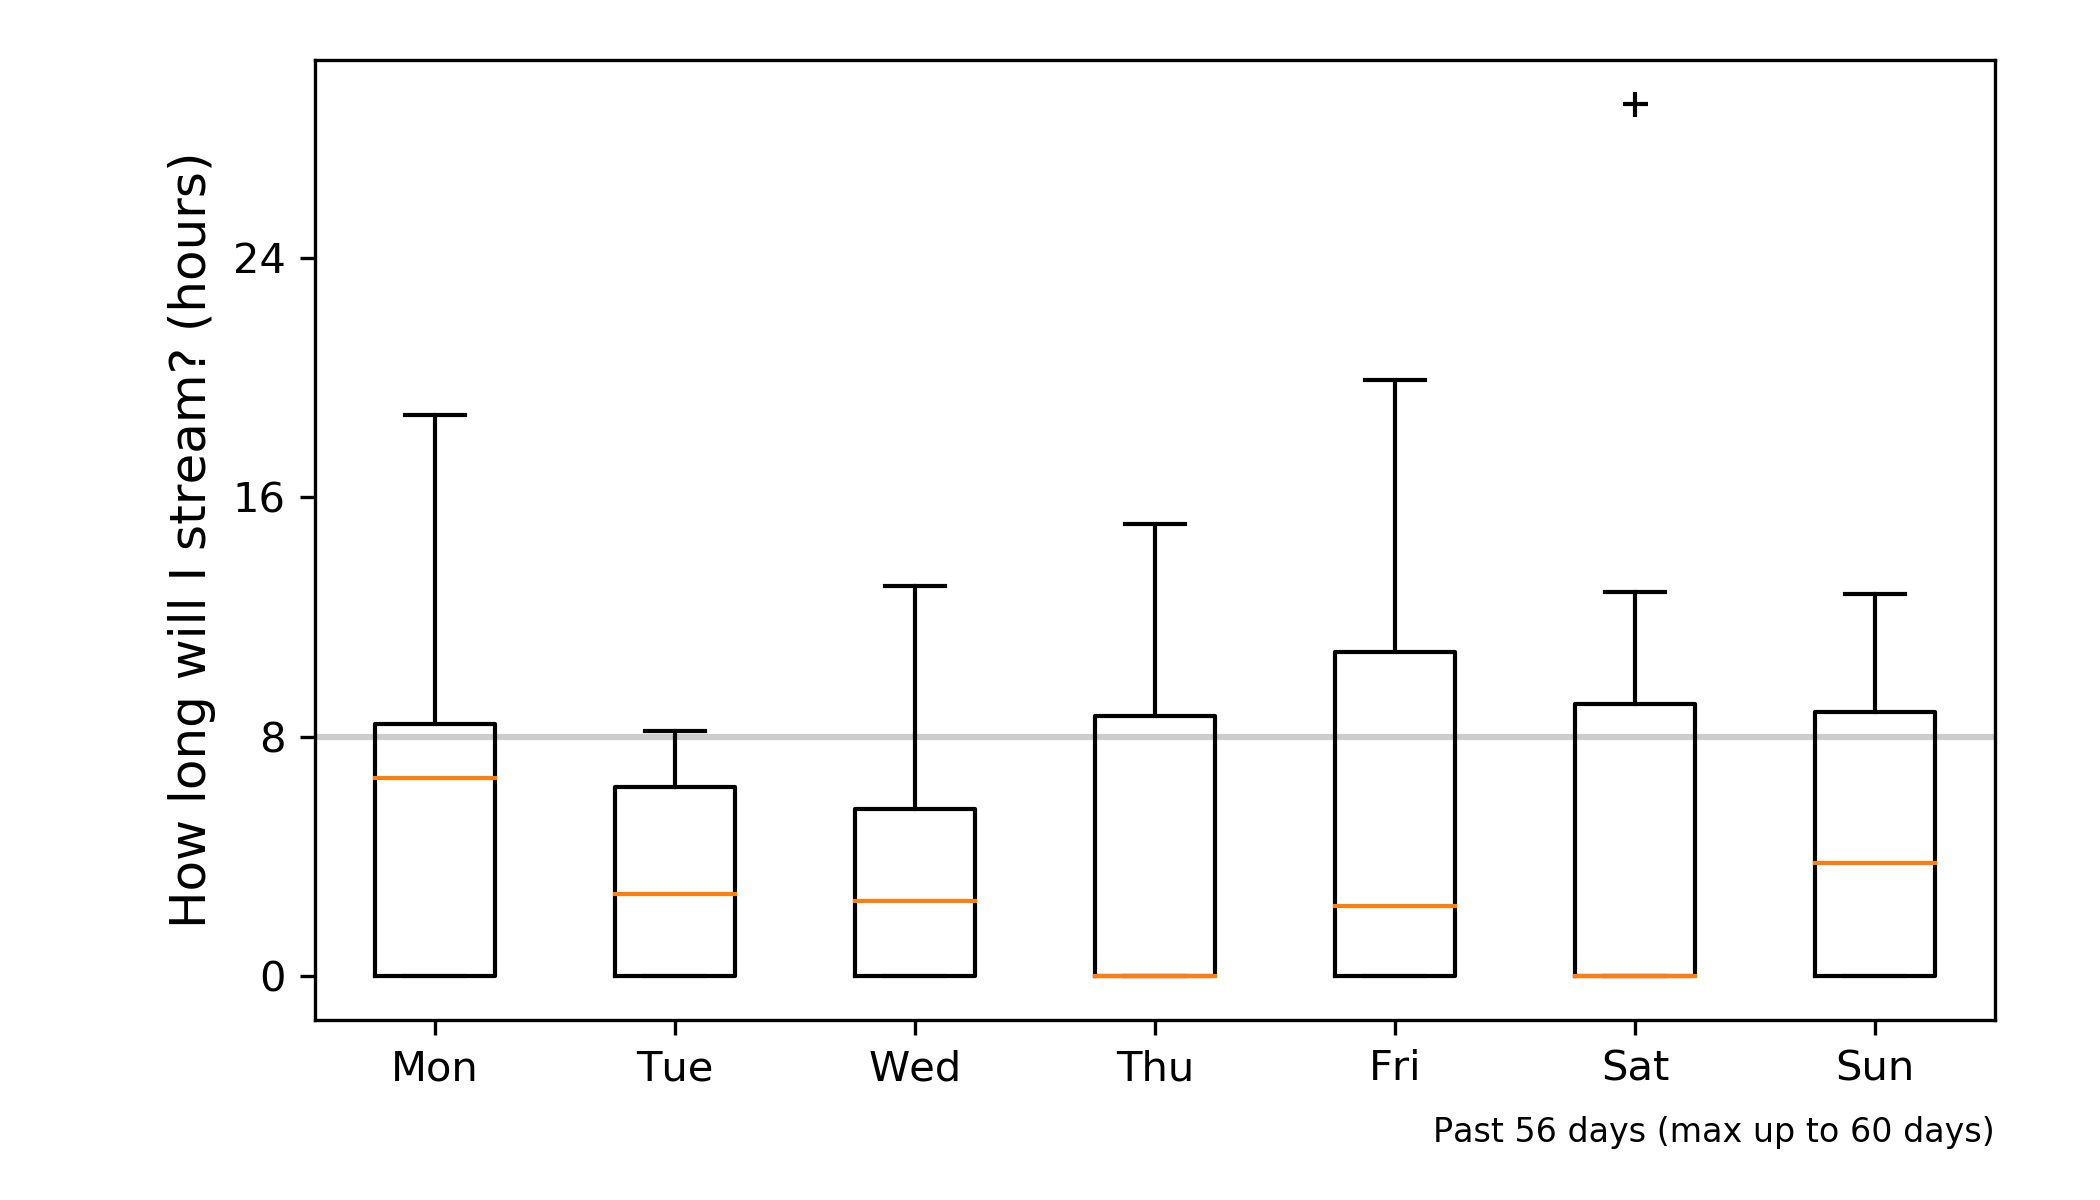 How long will I stream? (hours)
24
16
8
0
Mon Tue Wed Thu Fri Sat Sun
Past 56 days (max up to 60 days)